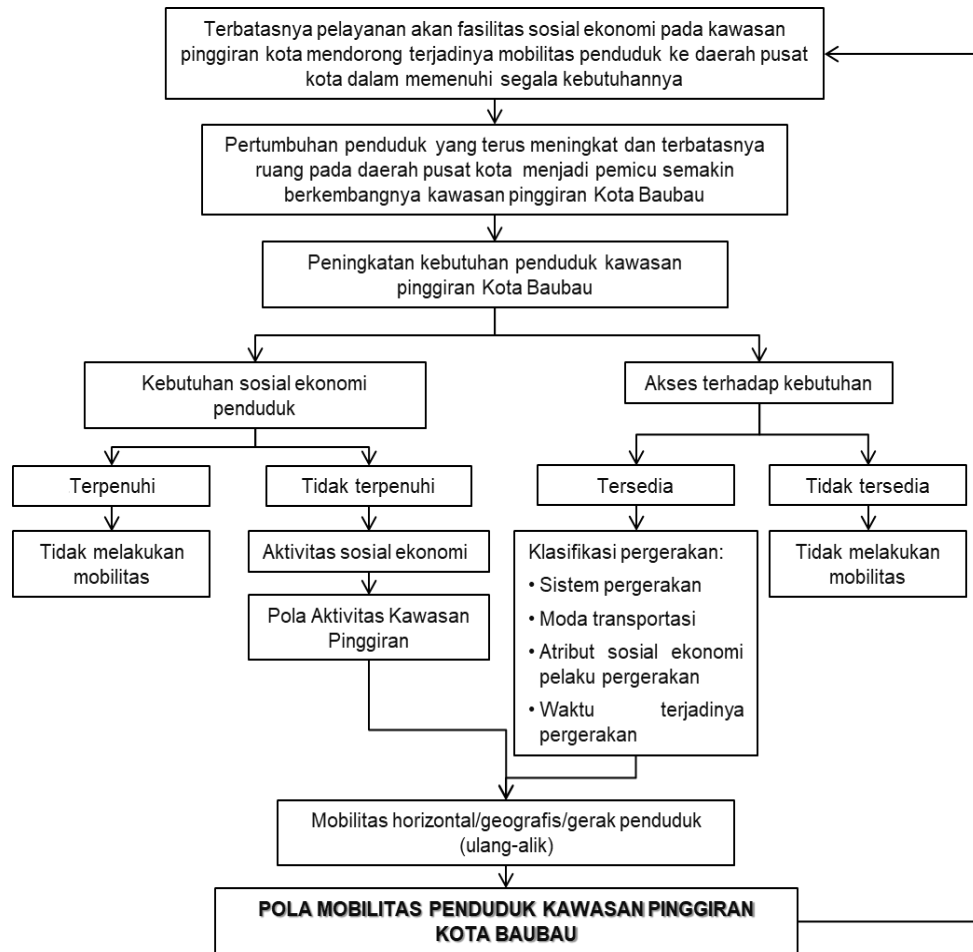 Terbatasnya pelayanan akan fasilitas sosial ekonomi pada kawasan
pinggiran kota mendorong terjadinya mobilitas penduduk ke daerah pusat
kota dalam memenuhi segala kebutuhannya
Pertumbuhan penduduk yang terus meningkat dan terbatasnya
ruang pada daerah pusat kota menjadi pemicu semakin
berkembangnya kawasan pinggiran Kota Baubau
Peningkatan kebutuhan penduduk kawasan
pinggiran Kota Baubau
Kebutuhan sosial ekonomi
penduduk
Akses terhadap kebutuhan
Terpenuhi
Tidak terpenuhi
Tersedia
Tidak tersedia
Tidak melakukan
mobilitas
Aktivitas sosial ekonomi
Pola Aktivitas Kawasan
Pinggiran
Klasifikasi pergerakan:
• Sistem pergerakan
• Moda transportasi
• Atribut sosial ekonomi
pelaku pergerakan
• Waktu terjadinya
pergerakan
Tidak melakukan
mobilitas
Mobilitas horizontal/geografis/gerak penduduk
(ulang-alik)
POLA MOBILITAS PENDUDUK KAWASAN PINGGIRAN
KOTA BAUBAU